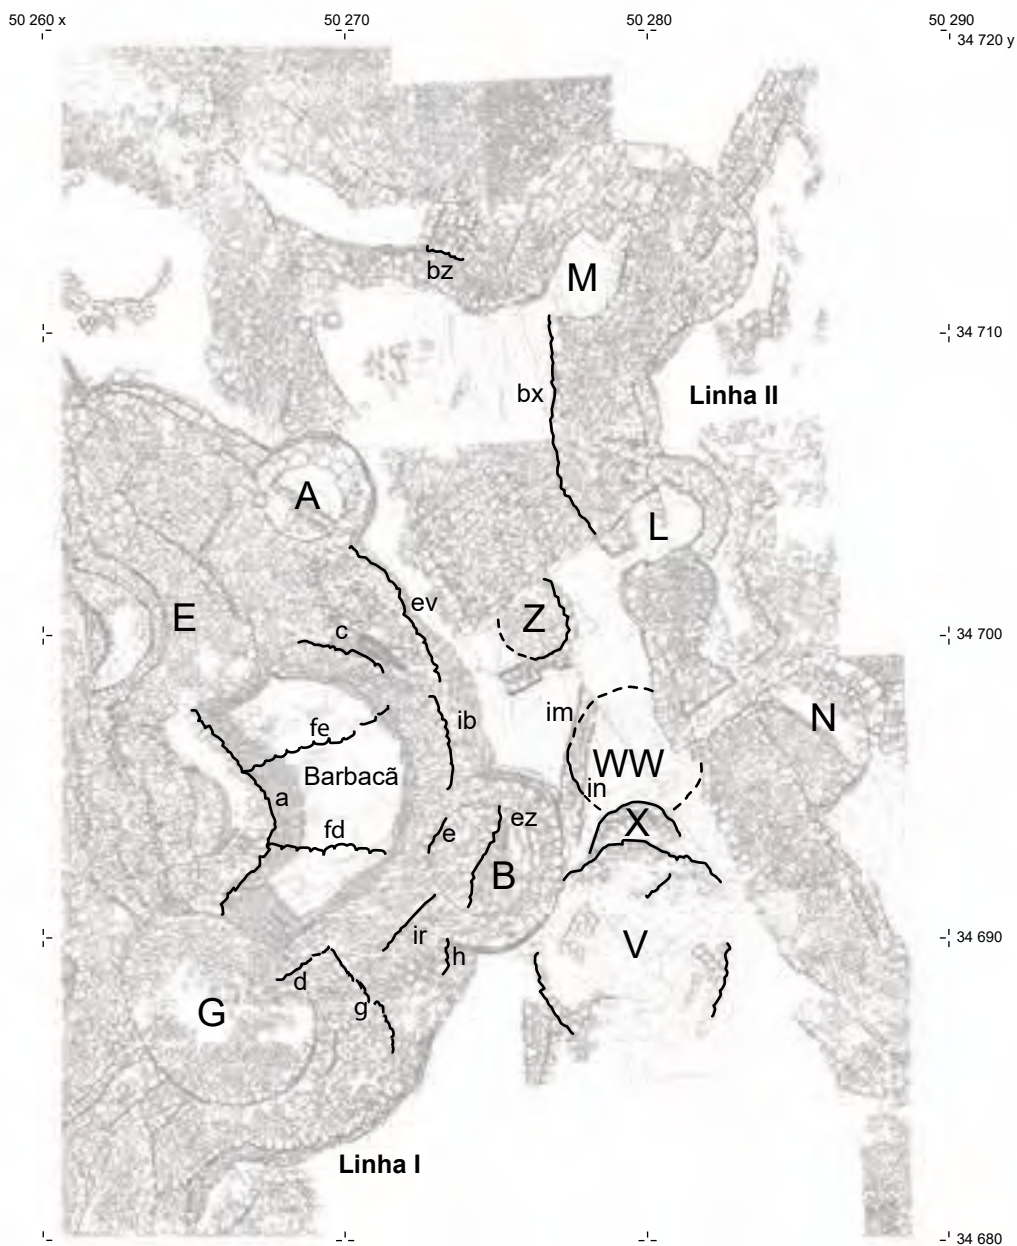 50 260 x
50 270
50 280
50 290
34 720 y
bz
M
34 710
bx
Linha II
A
L
E
ev
Z
c
34 700
ib
im
N
fe
WW
Barbacã
in
a
ez
X
fd
e
B
ir
V
34 690
h
d
g
G
Linha I
34 680